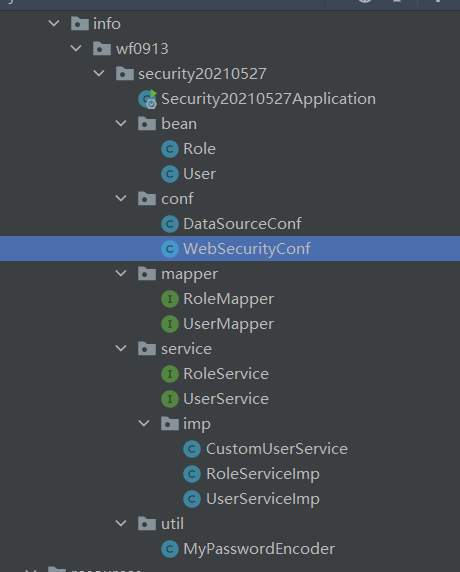 info
wf0913
security20210527
Security20210527Application
bean
Role
User
conf
DataSourceConf
WebSecurityConf
mapper
RoleMapper
UserMapper
service
RoleService
UserService
imp
CustomUserService
RoleServiceImp
UserServiceImp
util
MyPasswordEncoder